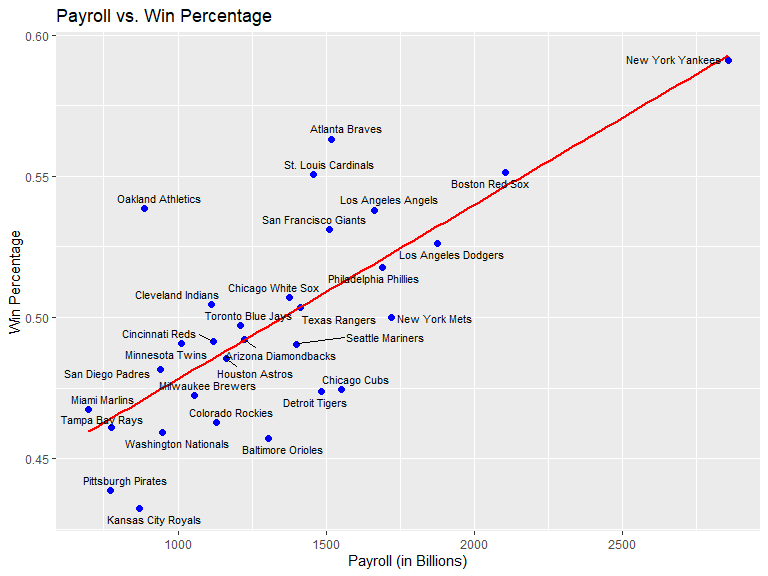 Payroll vs. Win Percentage
0.60
New York Yankees
Atlanta Braves
St. Louis Cardinals
0.55
Boston Red Sox
Oakland Athletics
Los Angeles Angels
San Francisco Giants
Los Angeles Dodgers
Philadelphia Phillies
Chicago White Sox
Cleveland Indians
Toronto Blue Jays
Texas Rangers
New York Mets
0.50
Cincinnati Reds
Seattle Mariners
Minnesota Twins
Arizona Diamondbacks
San Diego Padres
Houston Astros
Milwaukee Brewers
Chicago Cubs
Miami Marlins
Detroit Tigers
Tampa Bay Rays
Colorado Rockies
Washington Nationals
Baltimore Orioles
0.45
Pittsburgh Pirates
Kansas City Royals
Win Percentage
1000
1500
2000
2500
Payroll (in Billions)